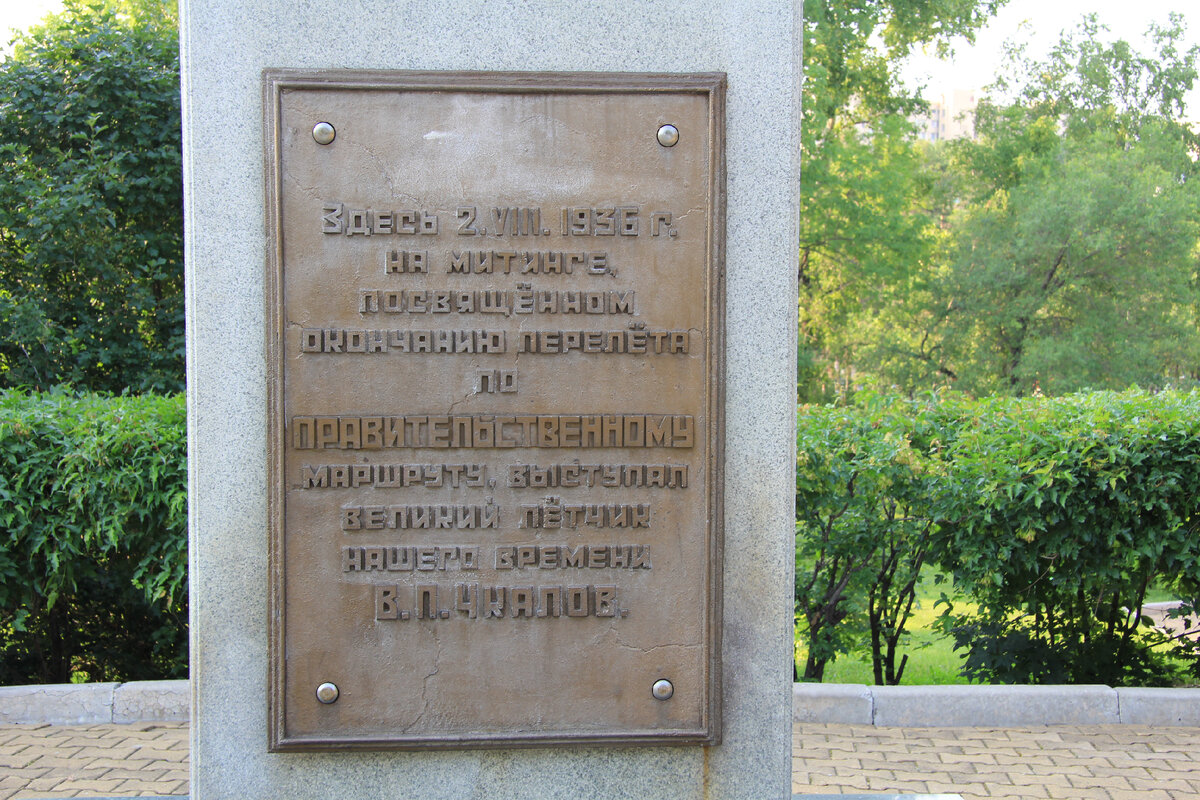 Здесь 2.VIII.1936 г.
на митинге,
посвящённом
окончанию перелёта
по
правительственному
маршруту, выступал
великий лётчик
нашего времени
В.П.Чкалов.